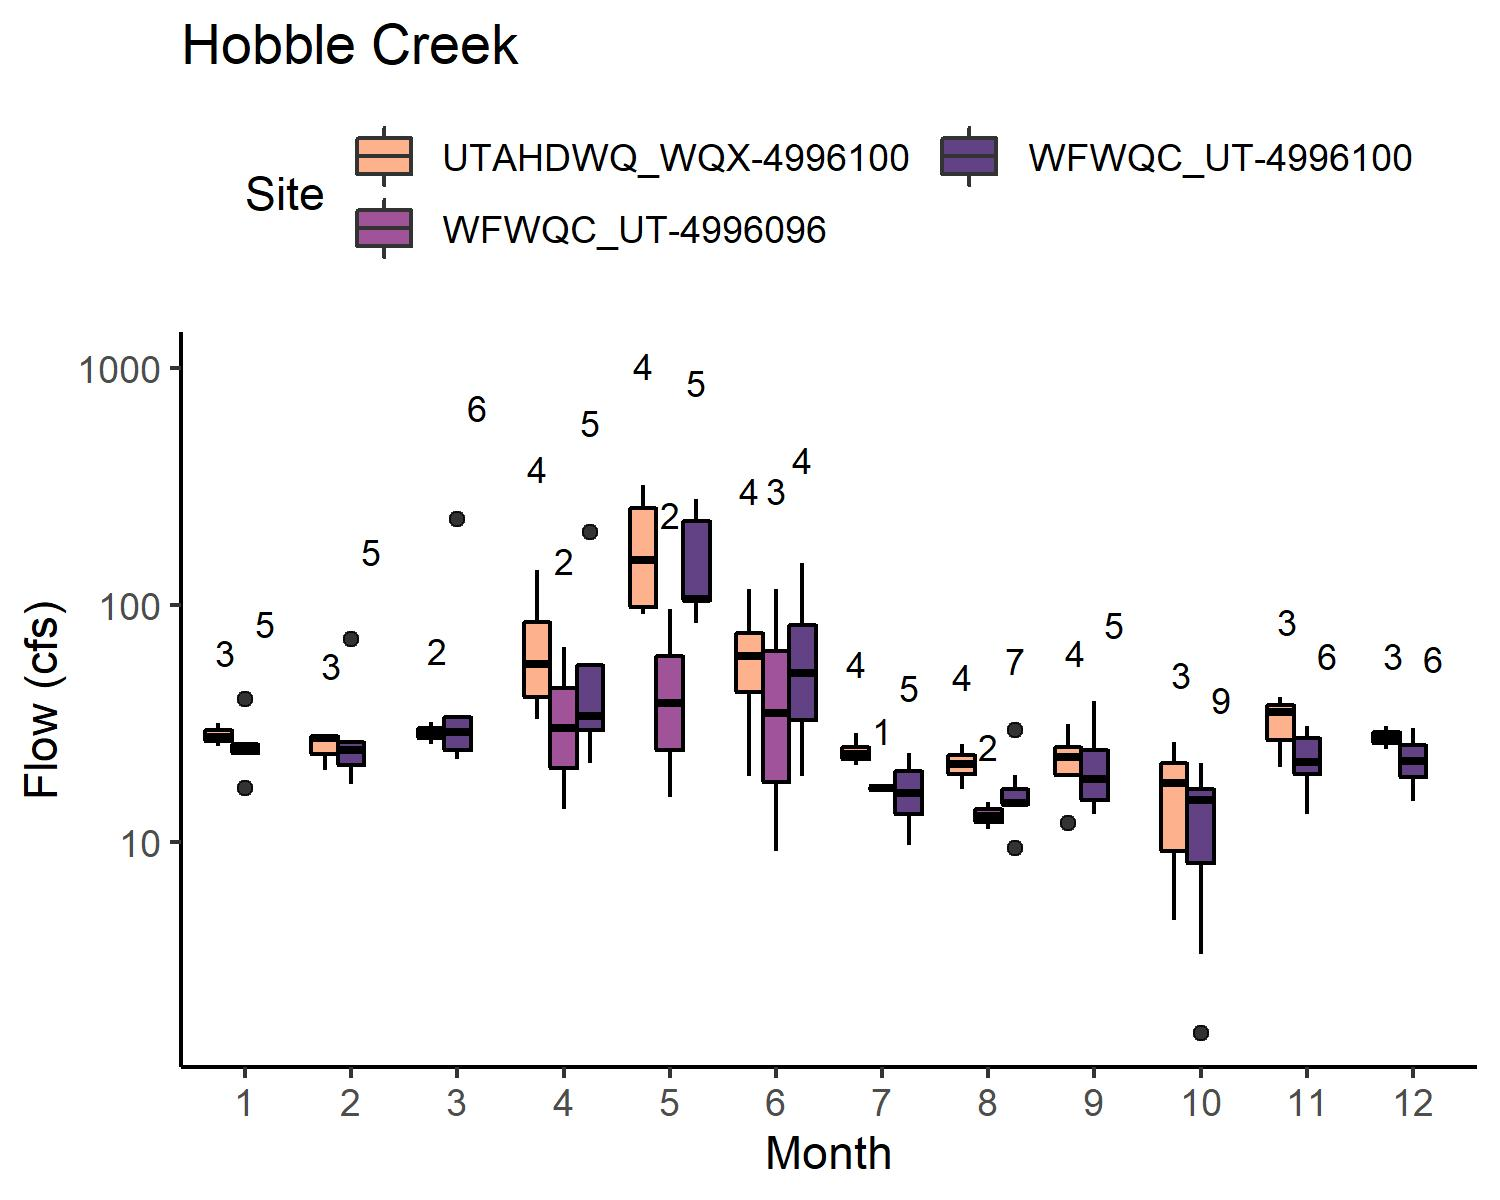 Hobble Creek
Site
UTAHDWQ_WQX-4996100
WFWQC_UT-4996100
WFWQC_UT-4996096
Flow (cfs)
1000
100
10
3 5
3 5
2 6
4 2 5
4 2 5
4 3 4
4 1 5
4 2 7
4 5
3 9
3 6
3 6
1 2 3 4 5 6 7 8 9 10 11 12
Month